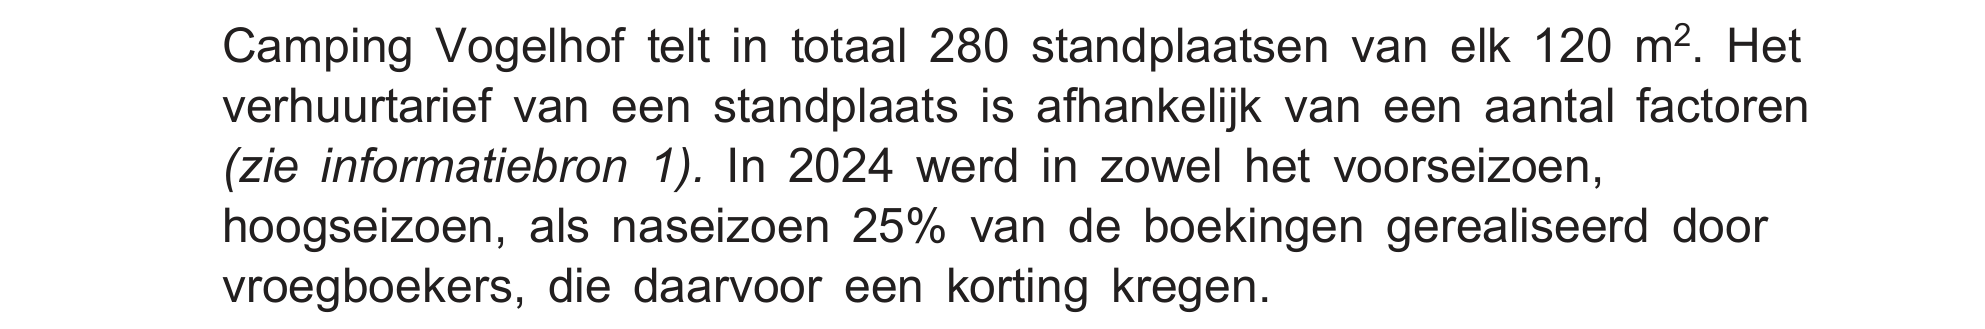 Camping Vogelhof telt in totaal 280 standplaatsen van elk 120 m². Het
verhuurtarief van een standplaats is afhankelijk van een aantal factoren
(zie informatiebron 1). In 2024 werd in zowel het voorseizoen,
hoogseizoen, als naseizoen 25% van de boekingen gerealiseerd door
vroegboekers, die daarvoor een korting kregen.